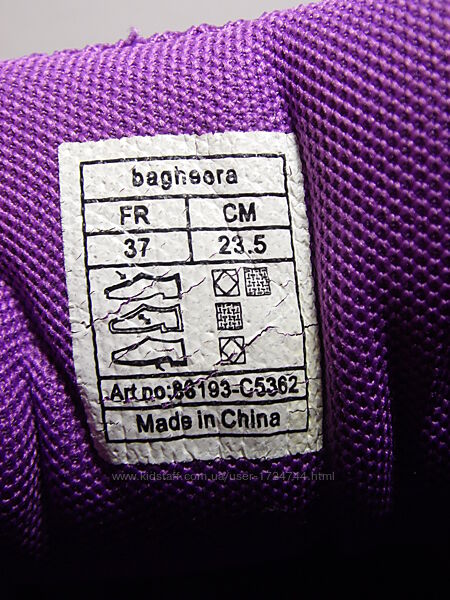 bagheora
FR CM
37 23.5
Art no:86193-C5362
Made in China
www.kidstaff.com.ua/user-1724744.html